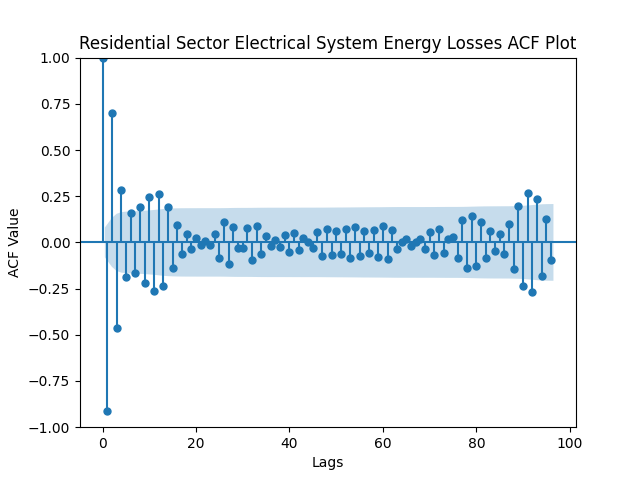 Residential Sector Electrical System Energy Losses ACF Plot
1.00
0.75
0.50
0.25
0.00
−0.25
−0.50
−0.75
−1.00
ACF Value
0 20 40 60 80 100
Lags